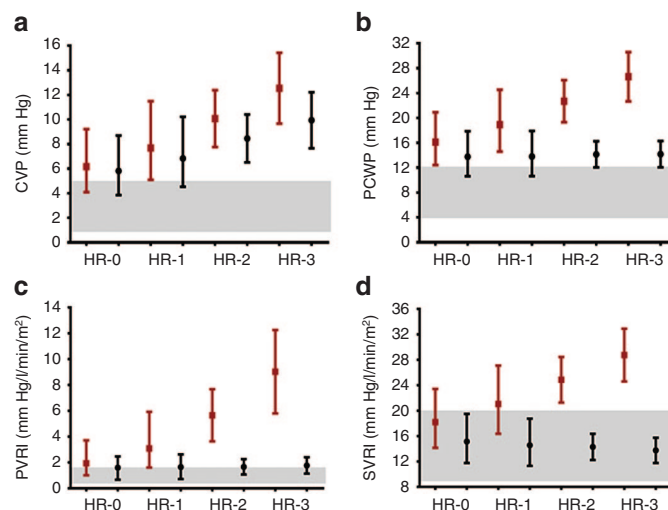 a
CVP (mm Hg)
16
14
12
10
8
6
4
2
0
HR-0 HR-1 HR-2 HR-3
b
PCWP (mm Hg)
32
28
24
20
16
12
8
4
0
HR-0 HR-1 HR-2 HR-3
c
PVRI (mm Hg/l/min/m²)
14
12
10
8
6
4
2
0
HR-0 HR-1 HR-2 HR-3
d
SVRI (mm Hg/l/min/m²)
36
32
28
24
20
16
12
8
HR-0 HR-1 HR-2 HR-3